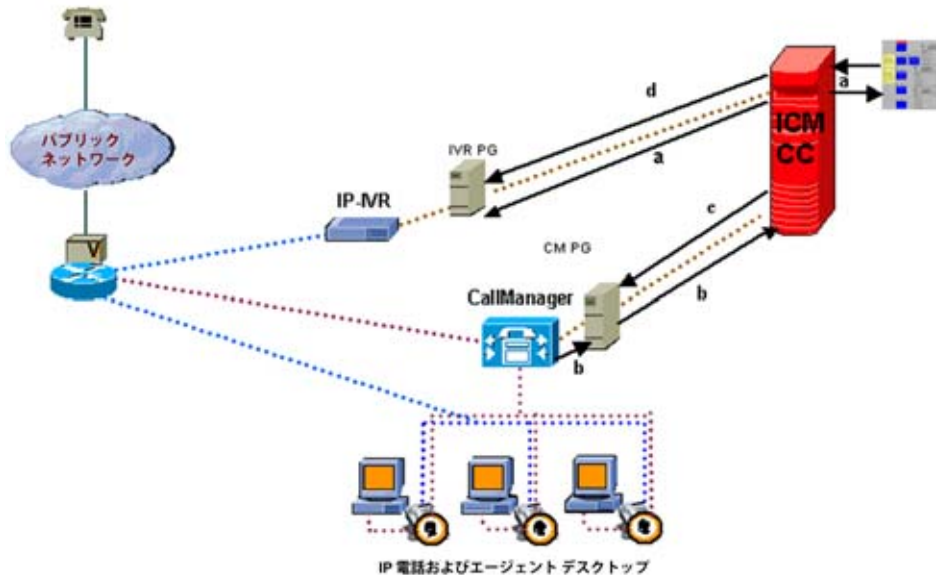 パブリック
ネットワーク
V
IP-IVR
IVR PG
d
a
ICM
CC
a
CM PG
c
b
CallManager
b
IP 電話およびエージェント デスクトップ